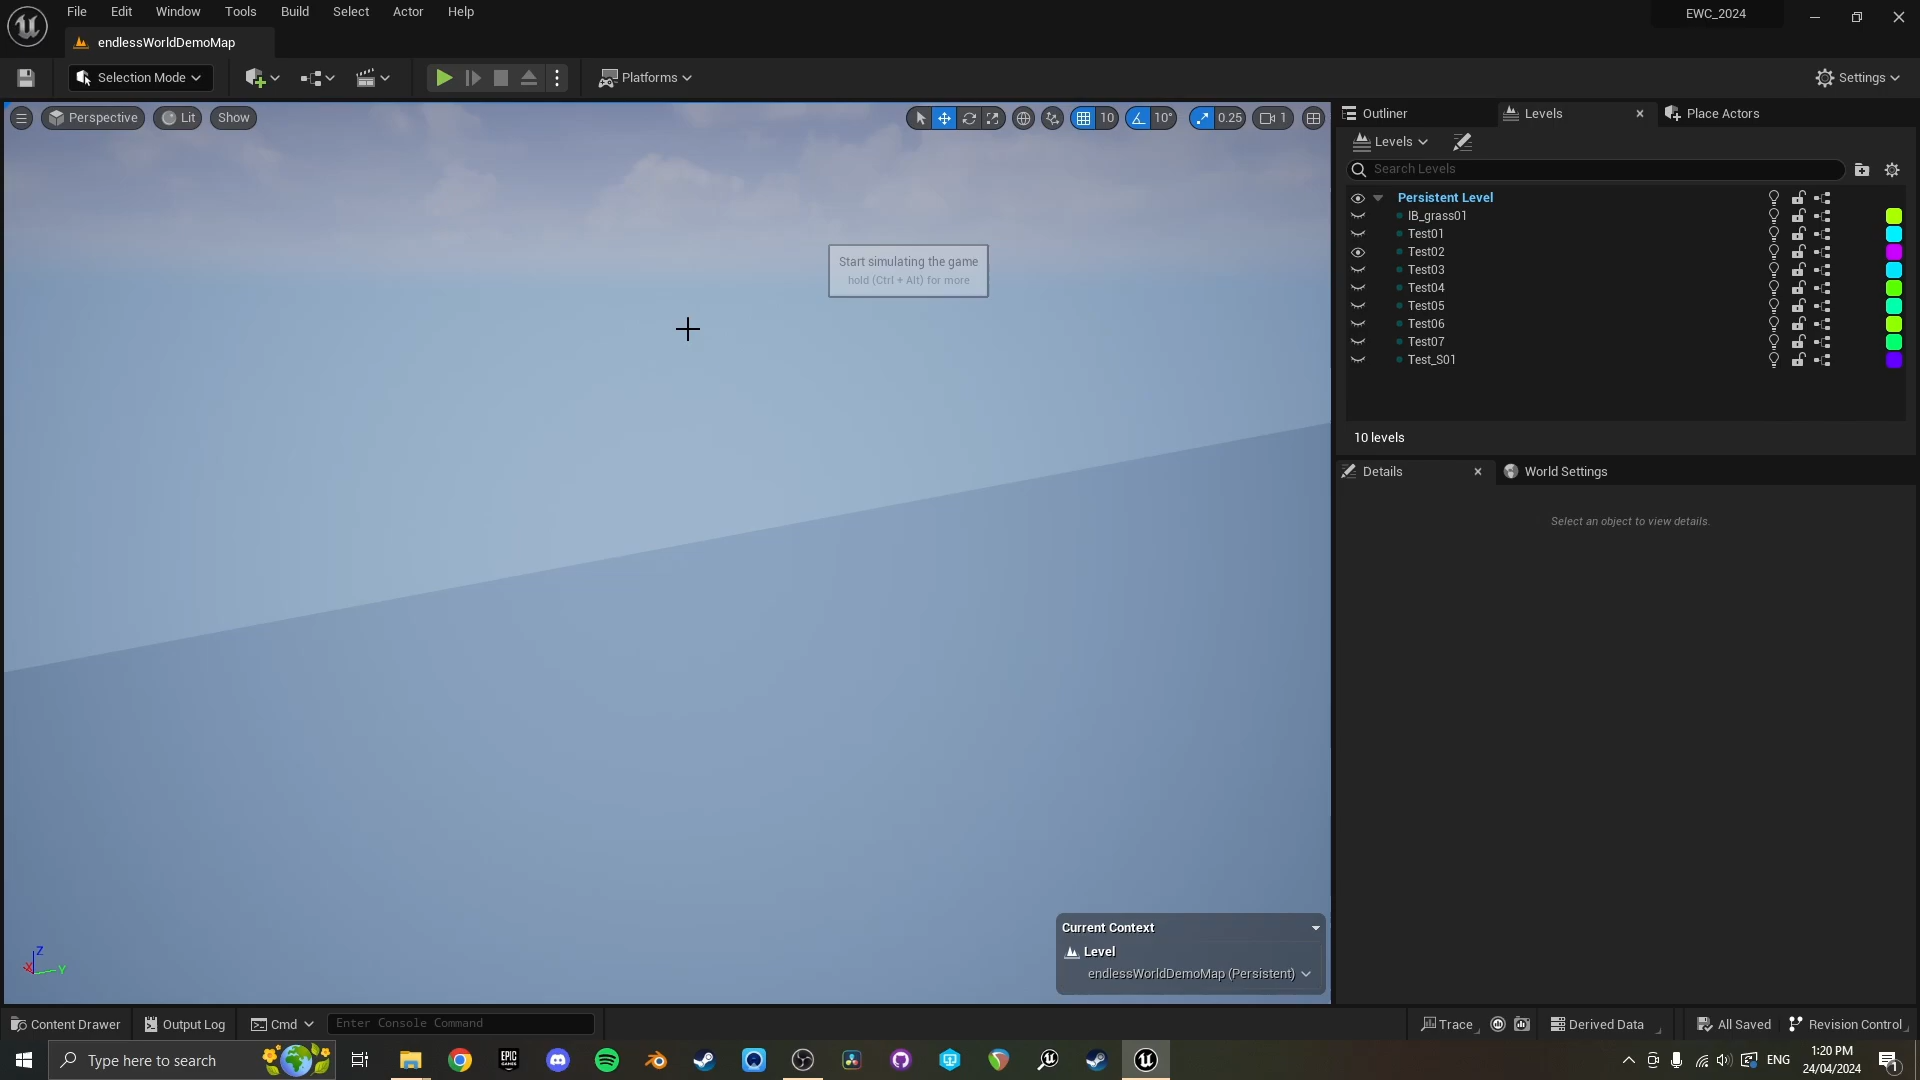 File Edit Window Tools Build Select Actor Help
EWC_2024
endlessWorldDemoMap
Selection Mode
Platforms
Settings
Perspective
Lit
Show
10
10°
0.25
1
Start simulating the game
hold (Ctrl + Alt) for more
Current Context
Level
endlessWorldDemoMap (Persistent)
Z
X
Y
Outliner
Levels
Place Actors
Levels
Search Levels
Persistent Level
IB_grass01
Test01
Test02
Test03
Test04
Test05
Test06
Test07
Test_S01
10 levels
Details
World Settings
Select an object to view details.
Content Drawer
Output Log
Cmd
Enter Console Command
Trace
Derived Data
All Saved
Revision Control
Type here to search
EPIC
GAMES
ENG
1:20 PM
24/04/2024
1